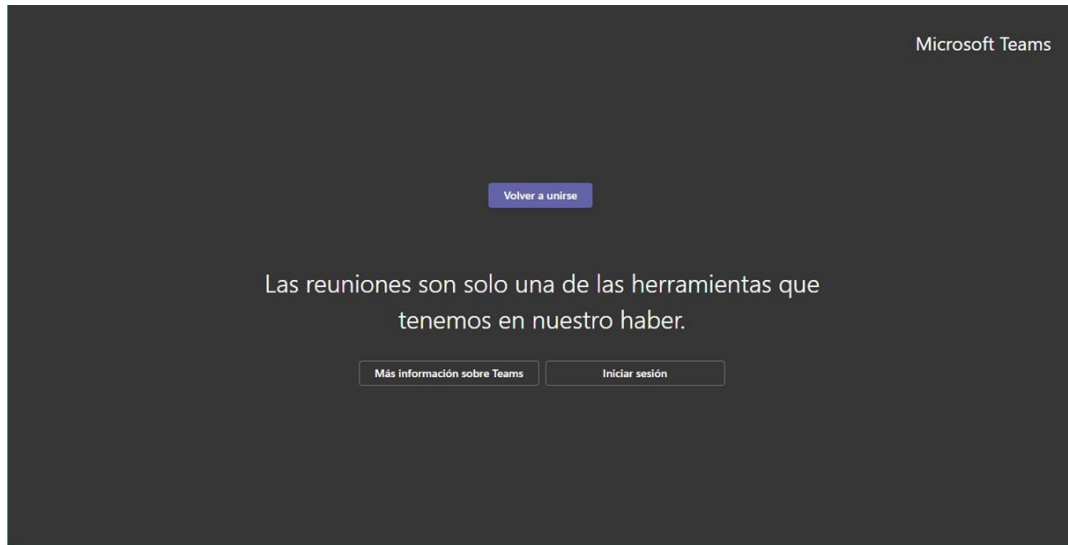 Microsoft Teams
Volver a unirse
Las reuniones son solo una de las herramientas que
tenemos en nuestro haber.
Más información sobre Teams
Iniciar sesión